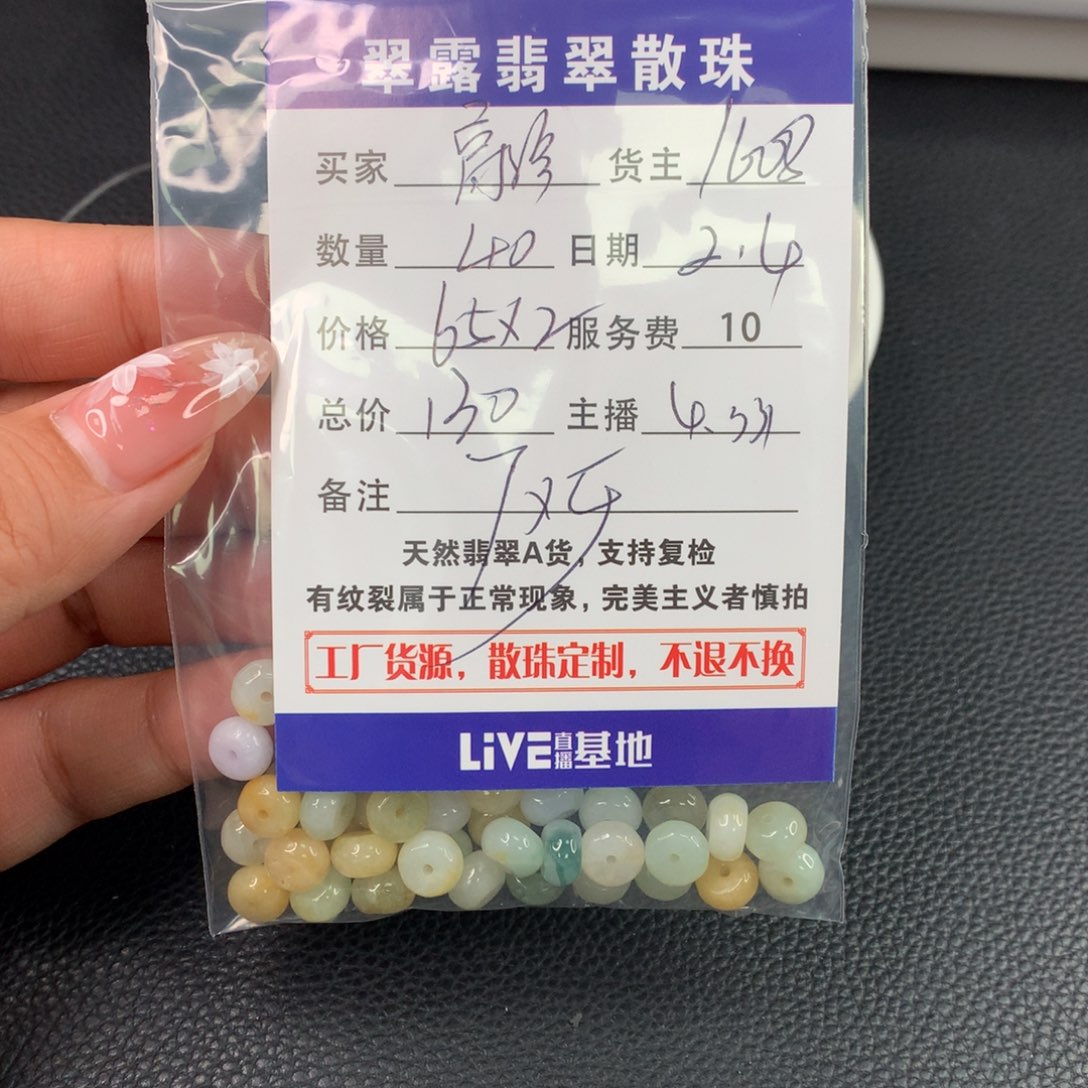 翠露翡翠散珠
买家 货主 1608
数量 40 日期 2.4
价格 65x2 服务费 10
总价 130 主播
备注 7x5
天然翡翠A货，支持复检
有纹裂属于正常现象，完美主义者慎拍
工厂货源，散珠定制，不退不换
LiVE直播基地